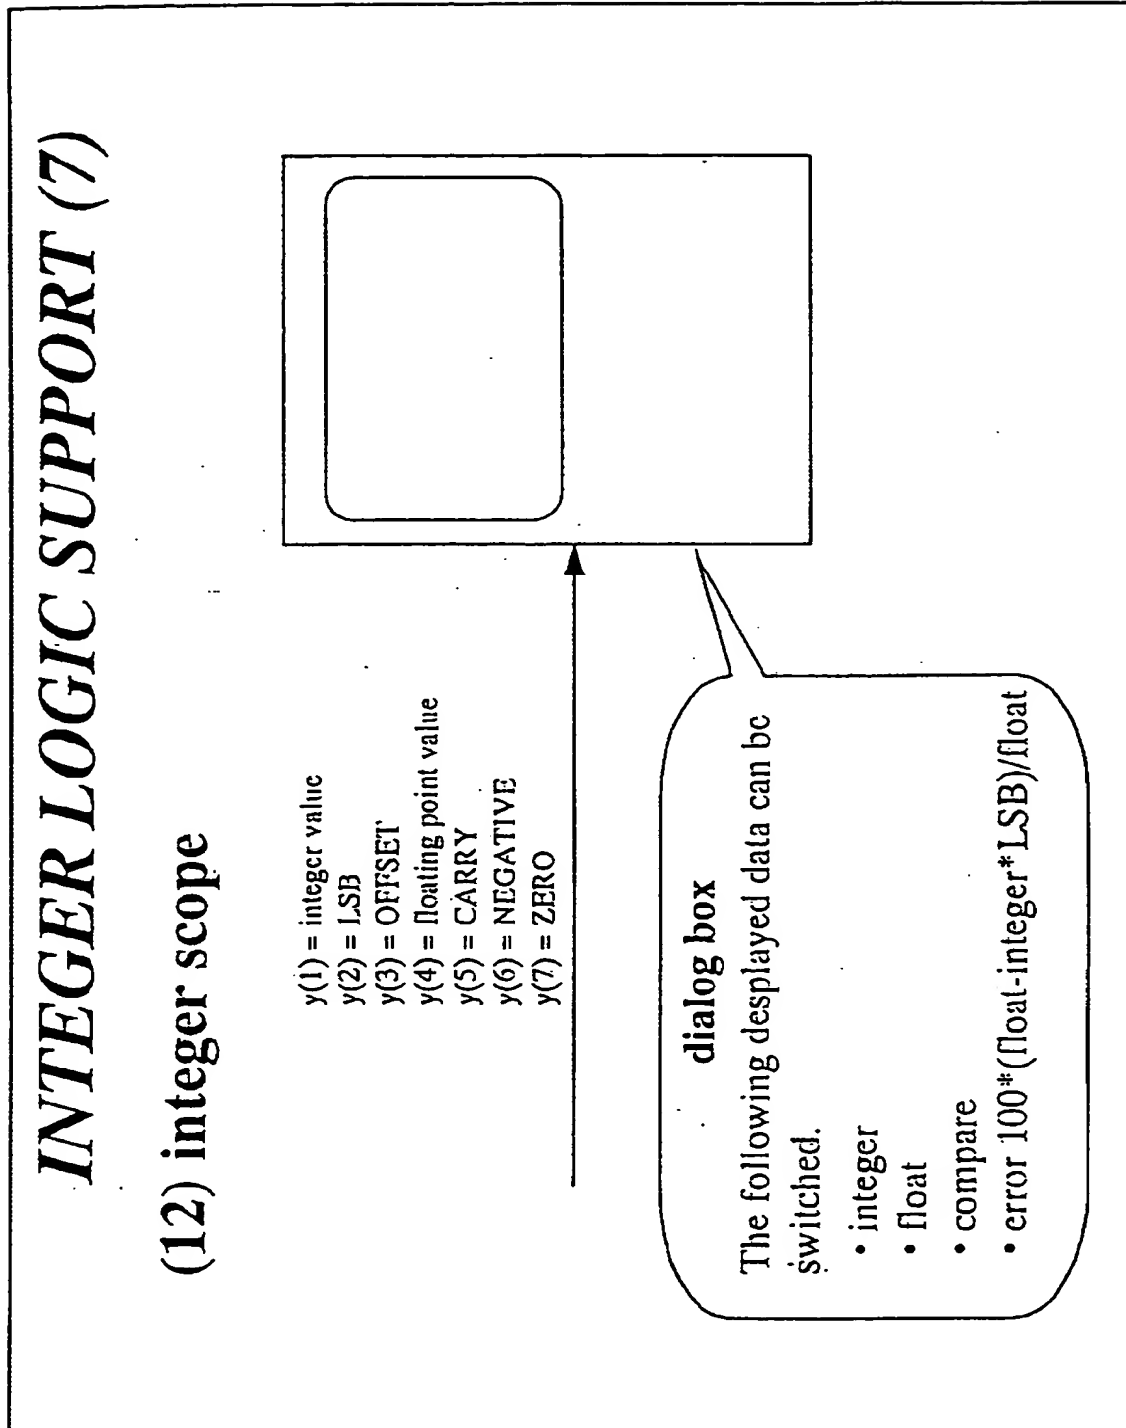 INTEGER LOGIC SUPPORT (7)
(12) integer scope
y(1) = integer value
y(2) = LSB
y(3) = OFFSET
y(4) = floating point value
y(5) = CARRY
y(6) = NEGATIVE
y(7) = ZERO
dialog box
The following desplayed data can be
switched.
• integer
• float
• compare
• error 100*(float-integer*LSB)/float